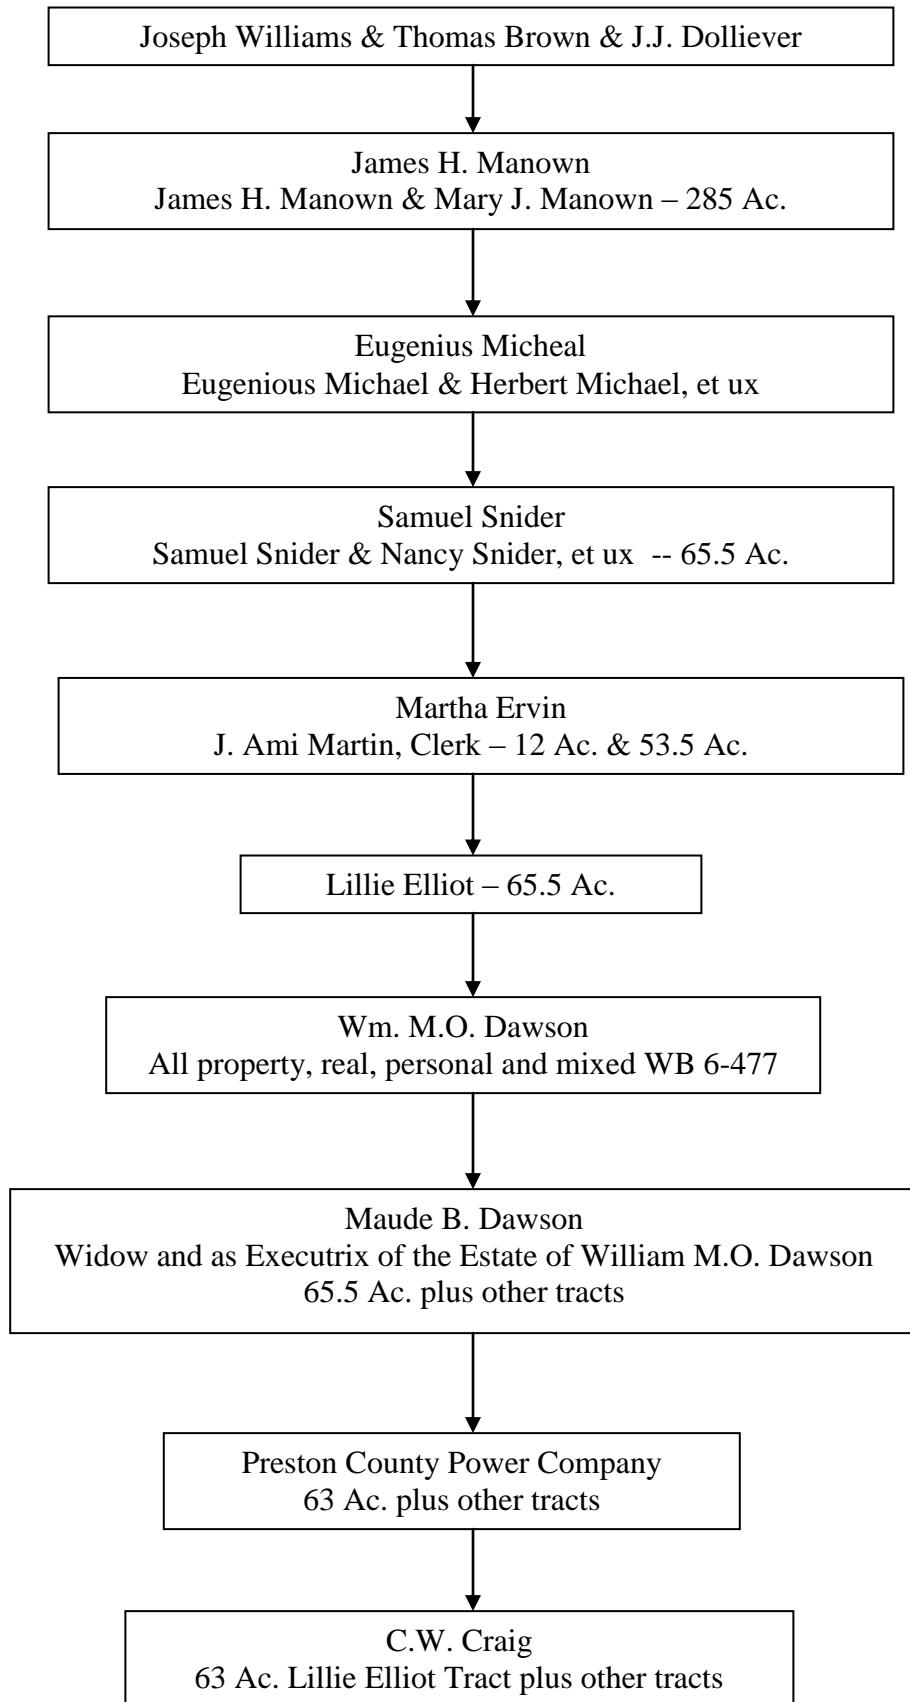 Joseph Williams & Thomas Brown & J.J. Dolliever
James H. Manown
James H. Manown & Mary J. Manown – 285 Ac.
Eugenius Micheal
Eugenious Michael & Herbert Michael, et ux
Samuel Snider
Samuel Snider & Nancy Snider, et ux -- 65.5 Ac.
Martha Ervin
J. Ami Martin, Clerk – 12 Ac. & 53.5 Ac.
Lillie Elliot – 65.5 Ac.
Wm. M.O. Dawson
All property, real, personal and mixed WB 6-477
Maude B. Dawson
Widow and as Executrix of the Estate of William M.O. Dawson
65.5 Ac. plus other tracts
Preston County Power Company
63 Ac. plus other tracts
C.W. Craig
63 Ac. Lillie Elliot Tract plus other tracts